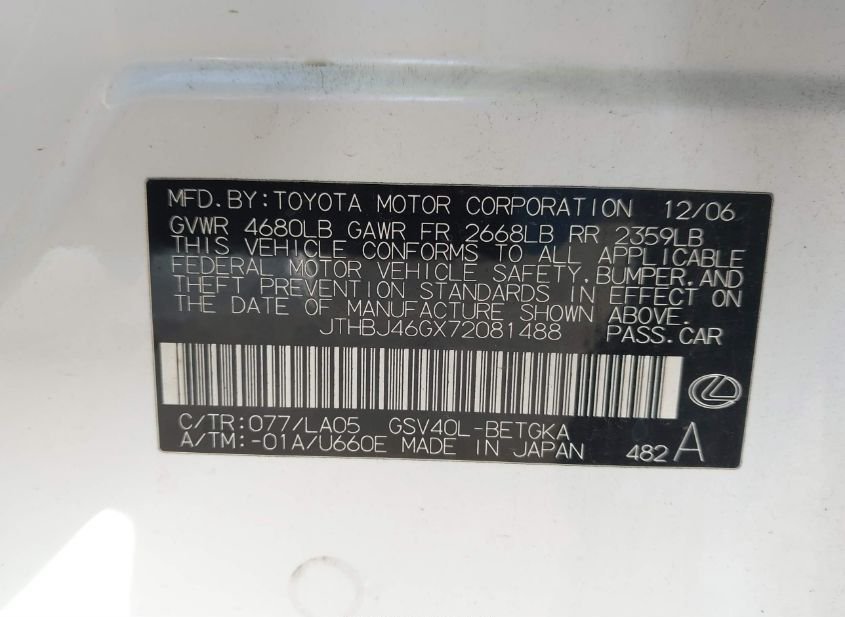 MFD.BY:TOYOTA MOTOR CORPORATION 12/06
GVWR 4680LB GAWR FR 2668LB RR 2359LB
THIS VEHICLE CONFORMS TO ALL APPLICABLE
FEDERAL MOTOR VEHICLE SAFETY,BUMPER,AND
THEFT PREVENTION STANDARDS IN EFFECT ON
THE DATE OF MANUFACTURE SHOWN ABOVE.
JTHBJ46GX72081488 PASS.CAR
C/TR:077/LA05 GSV40L-BETGKA
A/TM:-01A/U660E MADE IN JAPAN 482 A